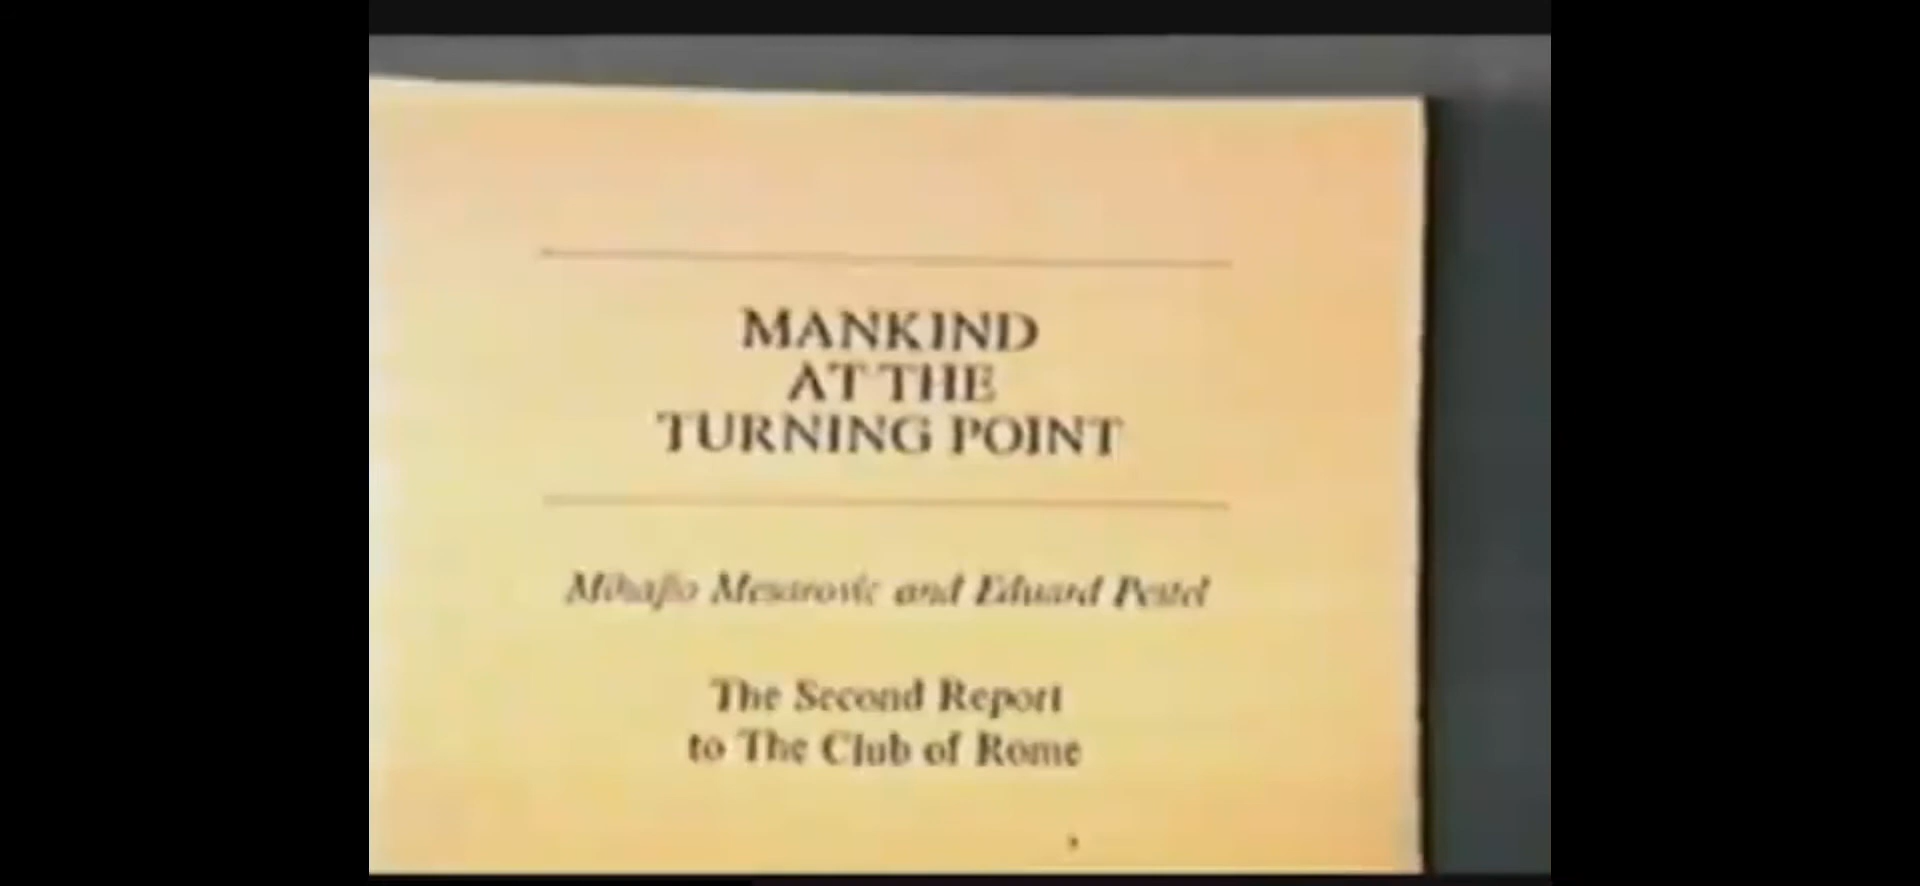 MANKIND
AT THE
TURNING POINT
Mihajlo Mesarovic and Eduard Pestel
The Second Report
to The Club of Rome